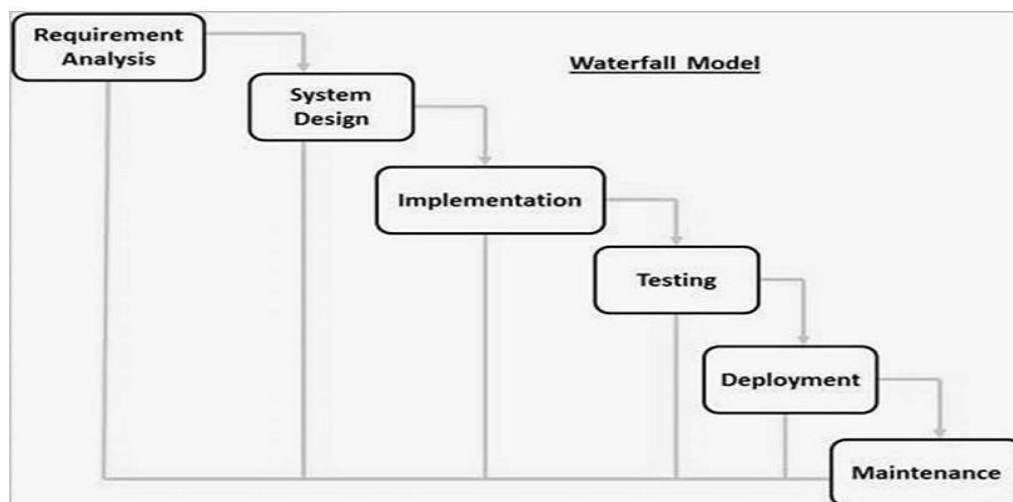 Requirement
Analysis
Waterfall Model
System
Design
Implementation
Testing
Deployment
Maintenance